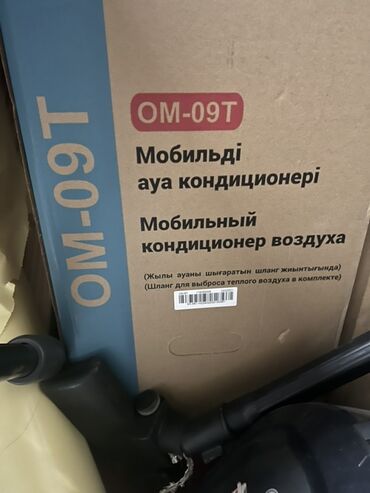 OM-09T
OM-09T
Мобильді
ауа кондиционері
Мобильный
кондиционер воздуха
(Жылы ауаны шығаратын шланг жиынтығында)
(Шланг для выброса теплого воздуха в комплекте)